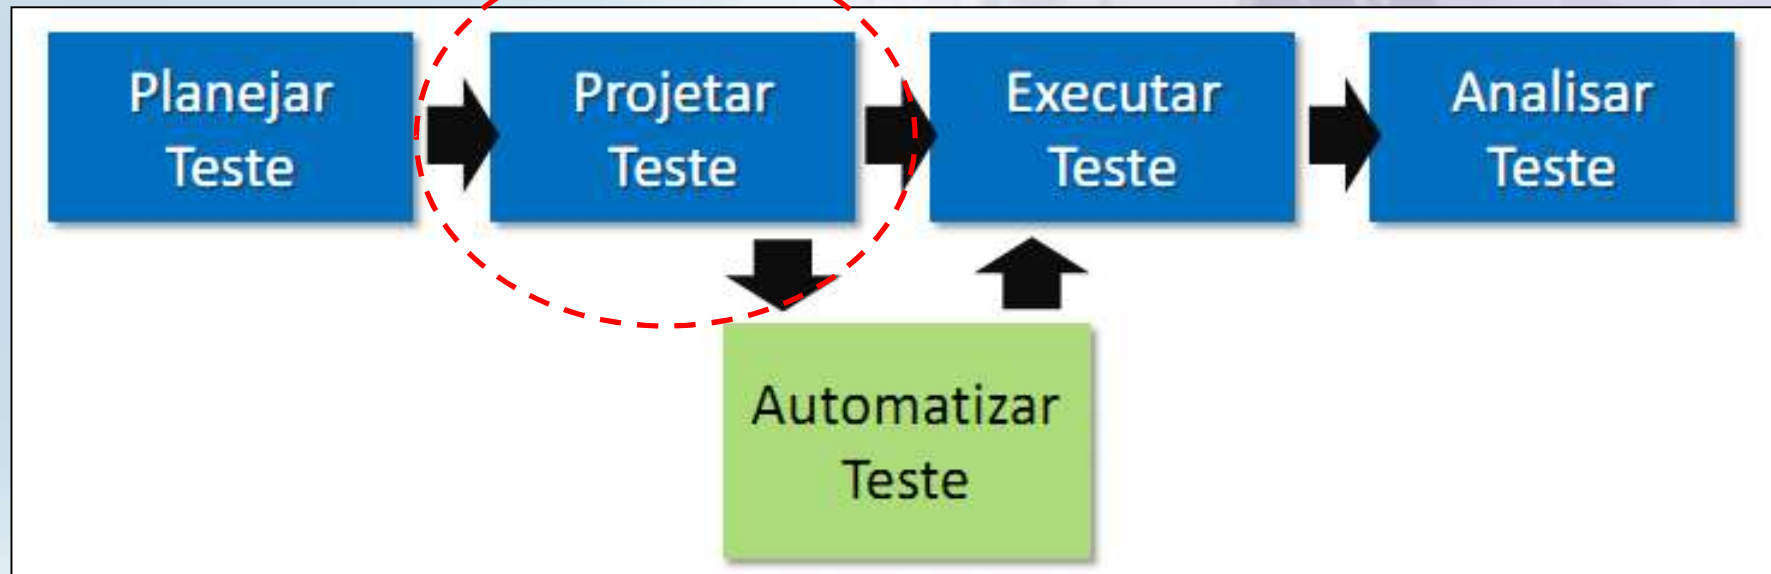 Planejar
Teste
Projetar
Teste
Executar
Teste
Analisar
Teste
Automatizar
Teste